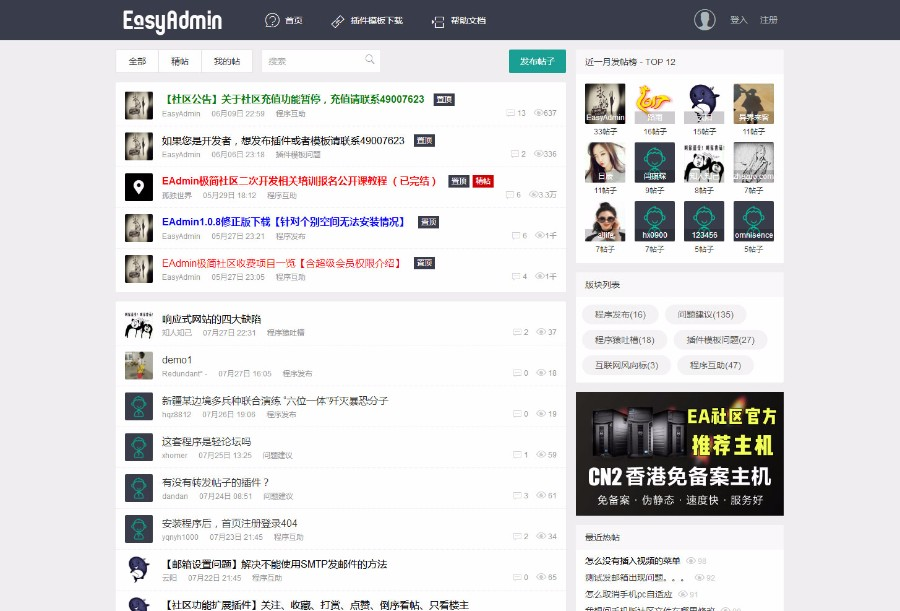 EasyAdmin
首页 插件模板下载 帮助文档 登入 注册
全部 精帖 我的帖 搜索 发布帖子
【社区公告】关于社区充值功能暂停，充值请联系49007623 置顶
EasyAdmin 06月09日 22:59 程序互助 13 637
如果您是开发者，想发布插件或者模板请联系49007623 置顶
EasyAdmin 06月06日 23:18 插件模板问题 2 336
EAdmin极简社区二次开发相关培训报名公开课教程（已完结） 置顶 精帖
孤独世界 05月29日 18:12 程序互助 6 3.3万
EAdmin1.0.8修正版下载【针对个别空间无法安装情况】 置顶
EasyAdmin 05月27日 23:21 程序发布 6 1千
EAdmin极简社区收费项目一览【含超级会员权限介绍】 置顶
EasyAdmin 05月27日 23:05 程序互助 4 1千
响应式网站的四大缺陷
知人知己 07月27日 22:31 程序猿吐槽 2 37
demo1
Redundant° - 07月27日 16:05 程序发布 0 18
新疆某边境多兵种联合演练 “六位一体”歼灭暴恐分子
hqz8812 07月26日 19:06 程序发布 0 19
这套程序是轻论坛吗
xhomer 07月25日 13:25 问题建议 1 59
有没有转发帖子的插件？
dandan 07月24日 08:51 问题建议 3 61
安装程序后，首页注册登录404
yqnyh1000 07月23日 21:45 程序互助 2 34
【邮箱设置问题】解决不能使用SMTP发邮件的方法
云阳 07月22日 21:45 程序互助 0 65
【社区功能扩展插件】关注、收藏、打赏、点赞、倒序看帖、只看楼主
近一月发帖榜 - TOP 12
EasyAdmin 异界来客
33帖子 16帖子 15帖子 11帖子
知人知己
11帖子 9帖子 8帖子 7帖子
hx0900 123456 omnisence
7帖子 7帖子 5帖子 5帖子
版块列表
程序发布(16) 问题建议(135)
程序猿吐槽(18) 插件模板问题(27)
互联网风向标(3) 程序互助(47)
EA社区官方
推荐主机
CN2香港免备案主机
免备案 · 伪静态 · 速度快 · 服务好
最近热帖
怎么没有插入视频的菜单 98
测试发邮箱出现问题。。。 92
怎么取消手机pc自适应 91